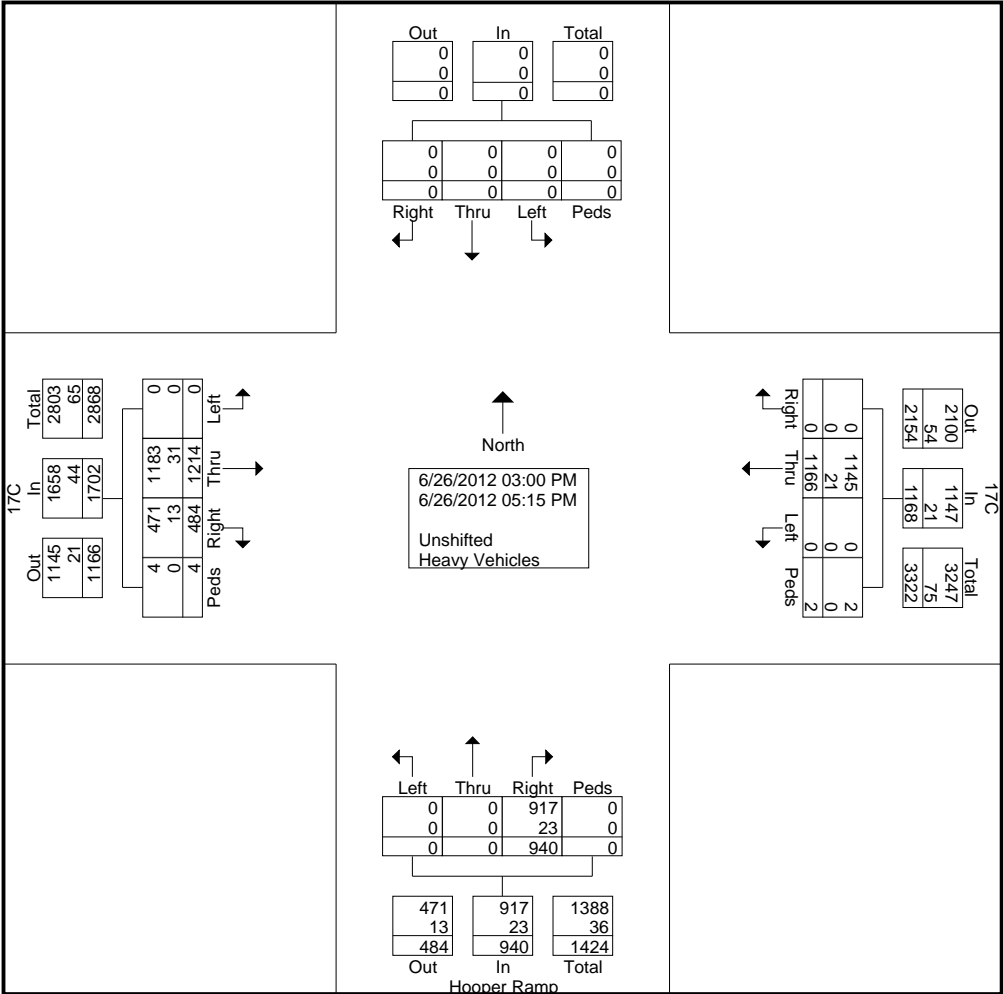 Out In Total
0 0 0
0 0 0
0 0 0
0 0 0 0
0 0 0 0
0 0 0 0
Right Thru Left Peds
17C
Total In Out
2803 1658 1145
65 44 21
2868 1702 1166
0 1183 471 4
0 31 13 0
0 1214 484 4
Left Thru Right Peds
North
6/26/2012 03:00 PM
6/26/2012 05:15 PM
Unshifted
Heavy Vehicles
Right Thru Left Peds
0 1145 0 2
0 21 0 0
0 1166 0 2
Out In Total
2100 1147 3247
54 21 75
2154 1168 3322
17C
Left Thru Right Peds
0 0 917 0
0 0 23 0
0 0 940 0
471 917 1388
13 23 36
484 940 1424
Out In Total
Hooper Ramp